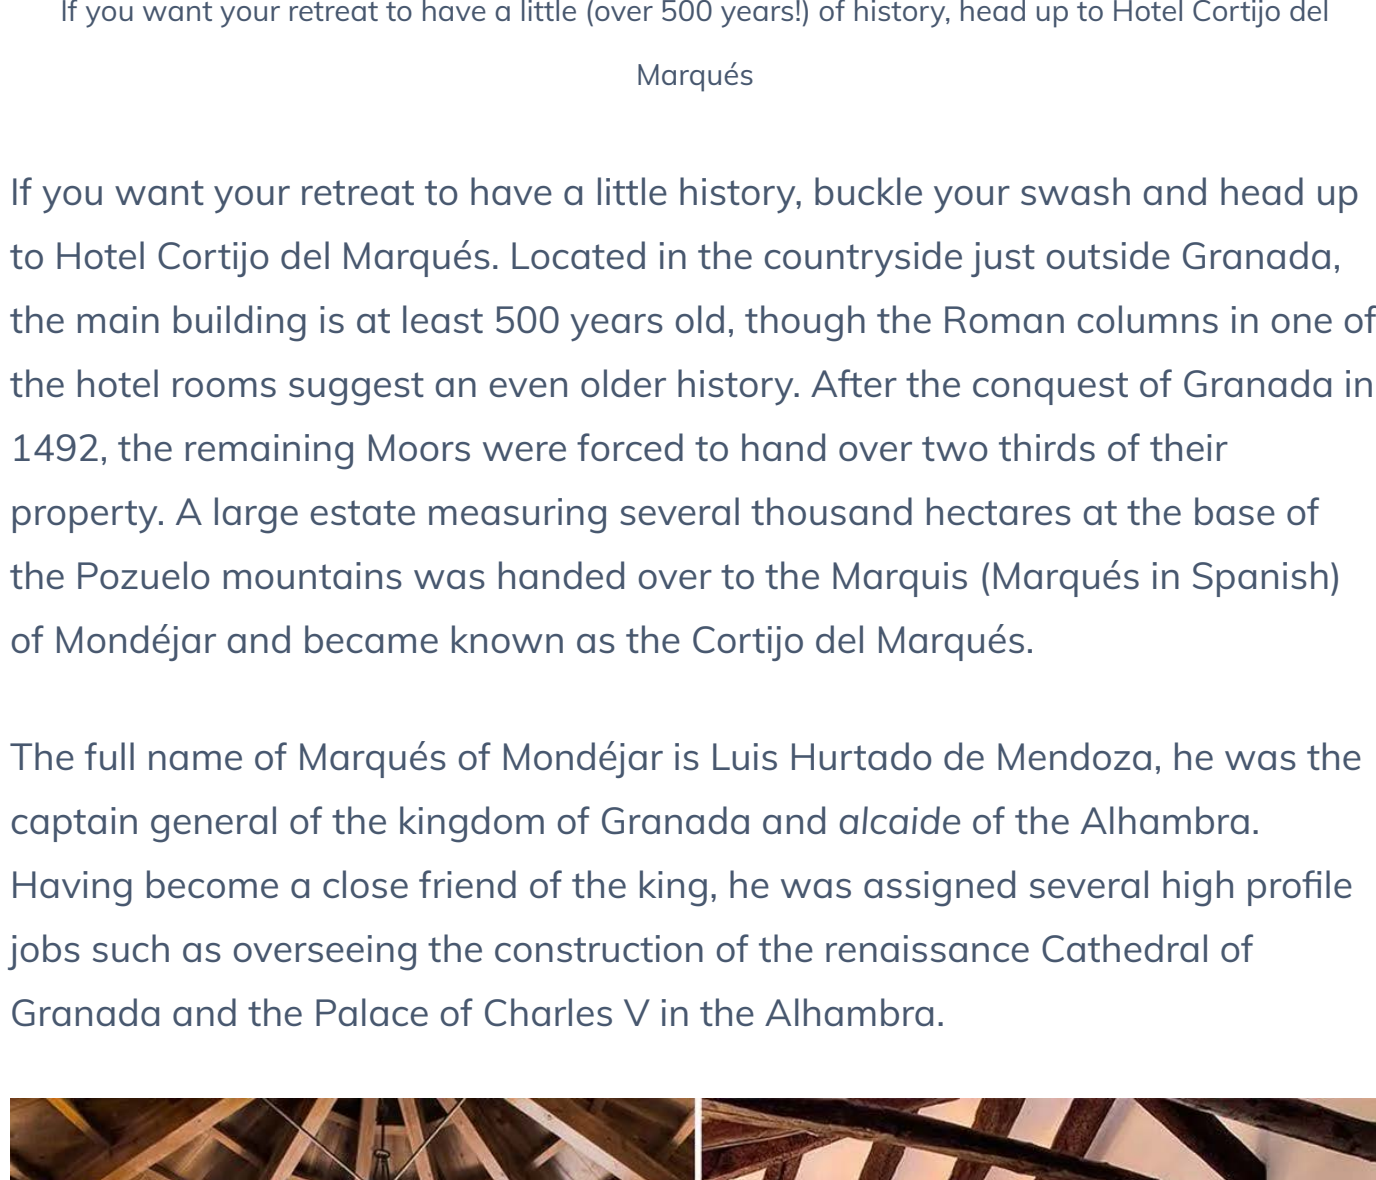 If you want your retreat to have a little (over 500 years!) of history, head up to Hotel Cortijo del
Marqués
If you want your retreat to have a little history, buckle your swash and head up
to Hotel Cortijo del Marqués. Located in the countryside just outside Granada,
the main building is at least 500 years old, though the Roman columns in one of
the hotel rooms suggest an even older history. After the conquest of Granada in
1492, the remaining Moors were forced to hand over two thirds of their
property. A large estate measuring several thousand hectares at the base of
the Pozuelo mountains was handed over to the Marquis (Marqués in Spanish)
of Mondéjar and became known as the Cortijo del Marqués.
The full name of Marqués of Mondéjar is Luis Hurtado de Mendoza, he was the
captain general of the kingdom of Granada and alcaide of the Alhambra.
Having become a close friend of the king, he was assigned several high profile
jobs such as overseeing the construction of the renaissance Cathedral of
Granada and the Palace of Charles V in the Alhambra.